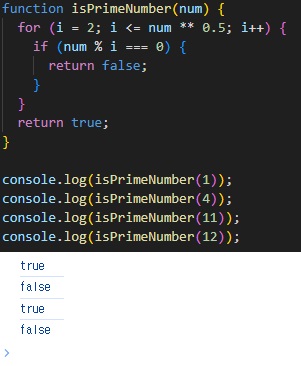 function isPrimeNumber(num) {
  for (i = 2; i <= num ** 0.5; i++) {
    if (num % i === 0) {
      return false;
    }
  }
  return true;
}

console.log(isPrimeNumber(1));
console.log(isPrimeNumber(4));
console.log(isPrimeNumber(11));
console.log(isPrimeNumber(12));
true
false
true
false
>